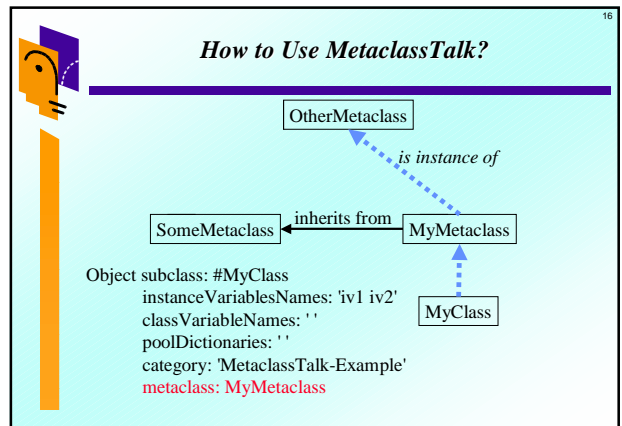 16
How to Use MetaclassTalk?
OtherMetaclass
is instance of
SomeMetaclass
inherits from
MyMetaclass
Object subclass: #MyClass
instanceVariablesNames: 'iv1 iv2'
classVariableNames: ' '
poolDictionaries: ' '
category: 'MetaclassTalk-Example'
metaclass: MyMetaclass
MyClass